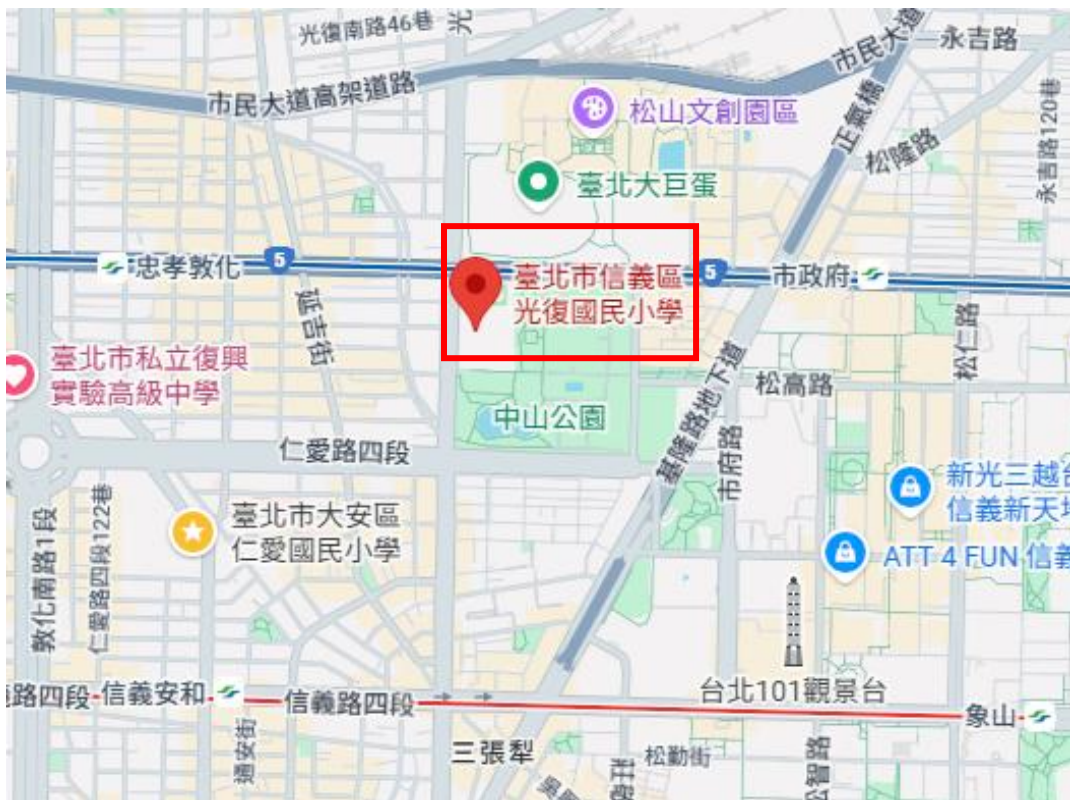 光復南路46巷
光
市民大道
永吉路
市民大道高架道路
松山文創園區
正氣橋
松隆路
永吉路120巷
臺北大巨蛋
忠孝敦化
5
臺北市信義區
光復國民小學
5
市政府
延吉街
臺北市私立復興
實驗高級中學
松仁路
松高路
中山公園
基隆路地下道
仁愛路四段
市府路
新光三越台
信義新天地
敦化南路1段
仁愛路四段122巷
臺北市大安區
仁愛國民小學
ATT 4 FUN 信義
路四段
信義安和
信義路四段
台北101觀景台
象山
通安街
三張犁
松勤街
松智路